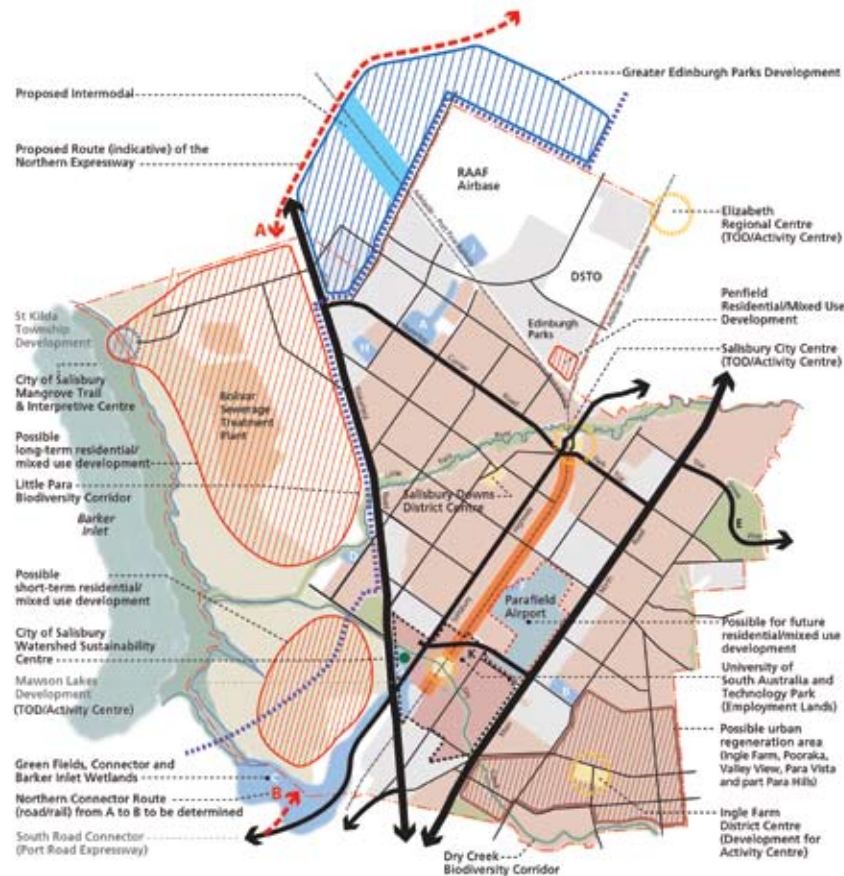 Greater Edinburgh Parks Development
Proposed Intermodal
Proposed Route (indicative) of the
Northern Expressway
A
RAAF
Airbase
Elizabeth
Regional Centre
(TOD/Activity Centre)
DSTO
Penfield
Residential/Mixed Use
Development
Edinburgh
Parks
Salisbury City Centre
(TOD/Activity Centre)
St Kilda
Township
Development
City of Salisbury
Mangrove Trail
& Interpretive Centre
Bolivar
Sewerage
Treatment
Plant
Possible
long-term residential/
mixed use development
Little Para
Biodiversity Corridor
Barker
Inlet
Salisbury Downs
District Centre
E
Possible
short-term residential/
mixed use development
Parafield
Airport
Possible for future
residential/mixed use
development
City of Salisbury
Watershed Sustainability
Centre
K
University of
South Australia and
Technology Park
(Employment Lands)
Mawson Lakes
Development
(TOD/Activity Centre)
Possible urban
regeneration area
(Ingle Farm, Pooraka,
Valley View, Para Vista
and part Para Hills)
Green Fields, Connector and
Barker Inlet Wetlands
B
Northern Connector Route
(road/rail) from A to B to be determined
Ingle Farm
District Centre
(Development for
Activity Centre)
South Road Connector
(Port Road Expressway)
Dry Creek
Biodiversity Corridor